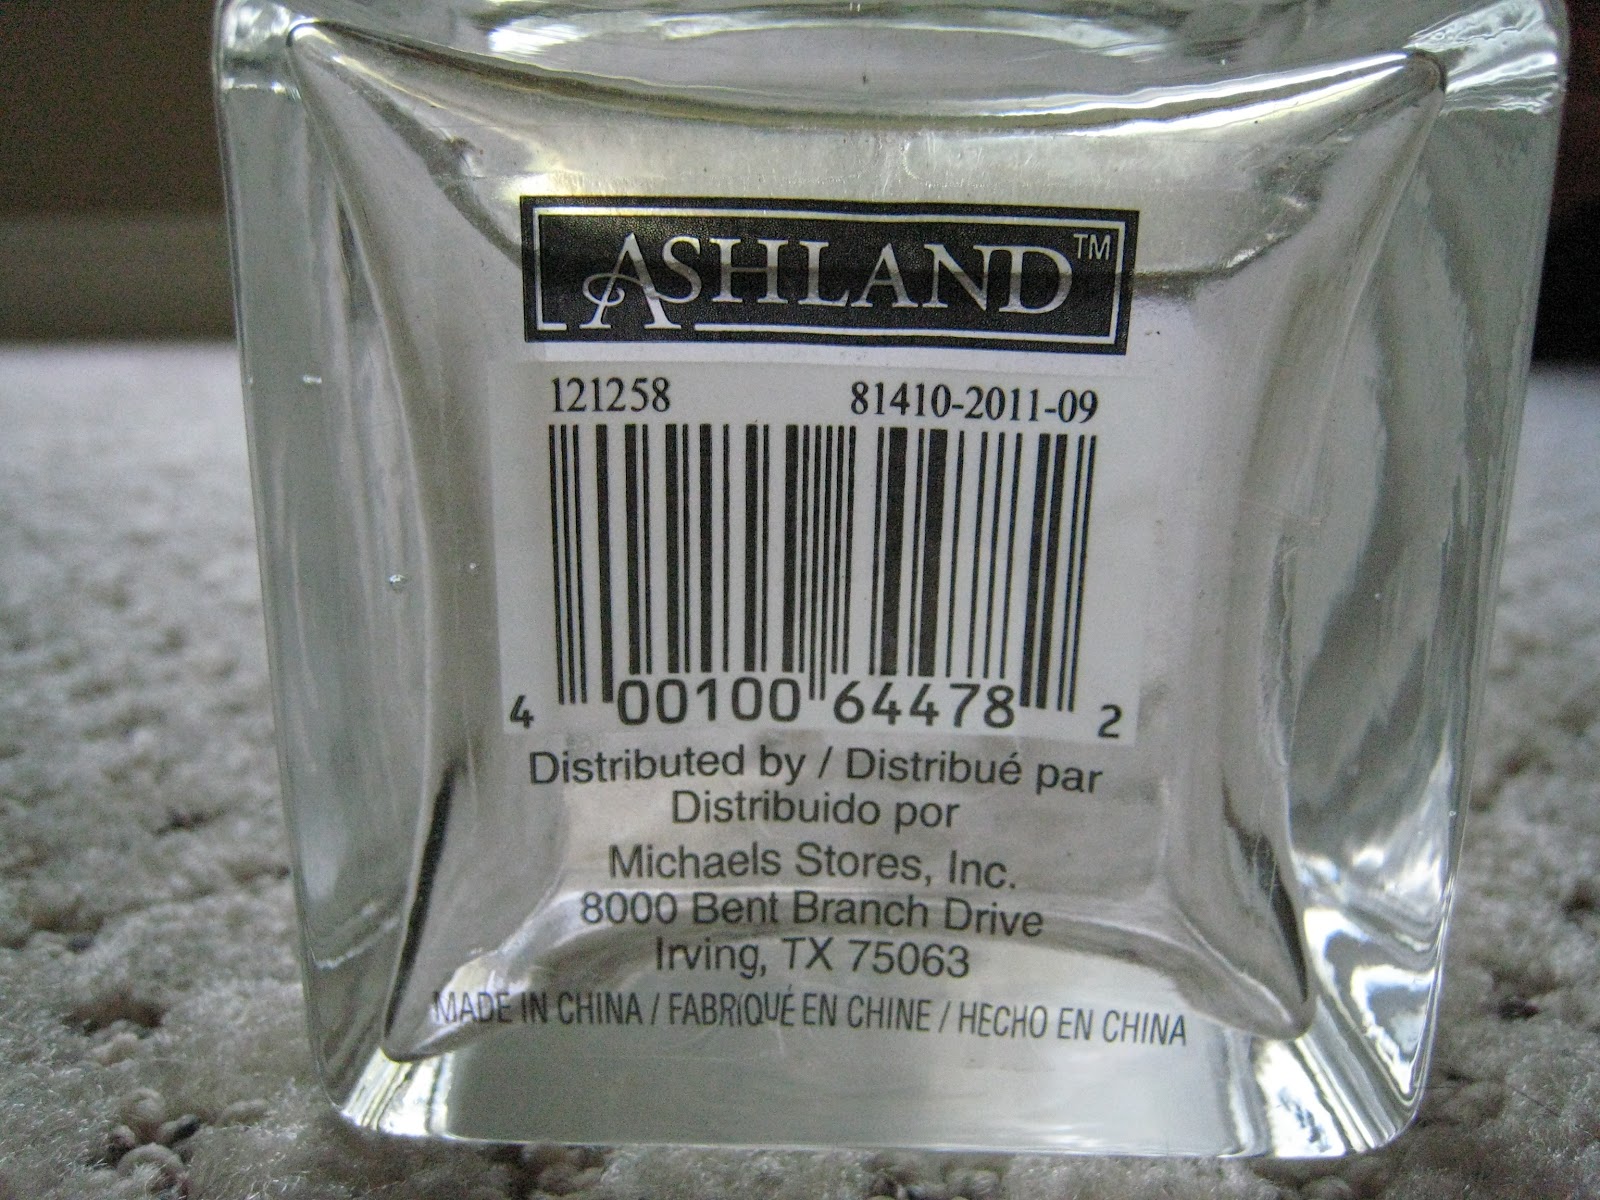 ASHLAND™
121258 81410-2011-09
4 00100 64478 2
Distributed by / Distribué par
Distribuido por
Michaels Stores, Inc.
8000 Bent Branch Drive
Irving, TX 75063
MADE IN CHINA / FABRIQUÉ EN CHINE / HECHO EN CHINA